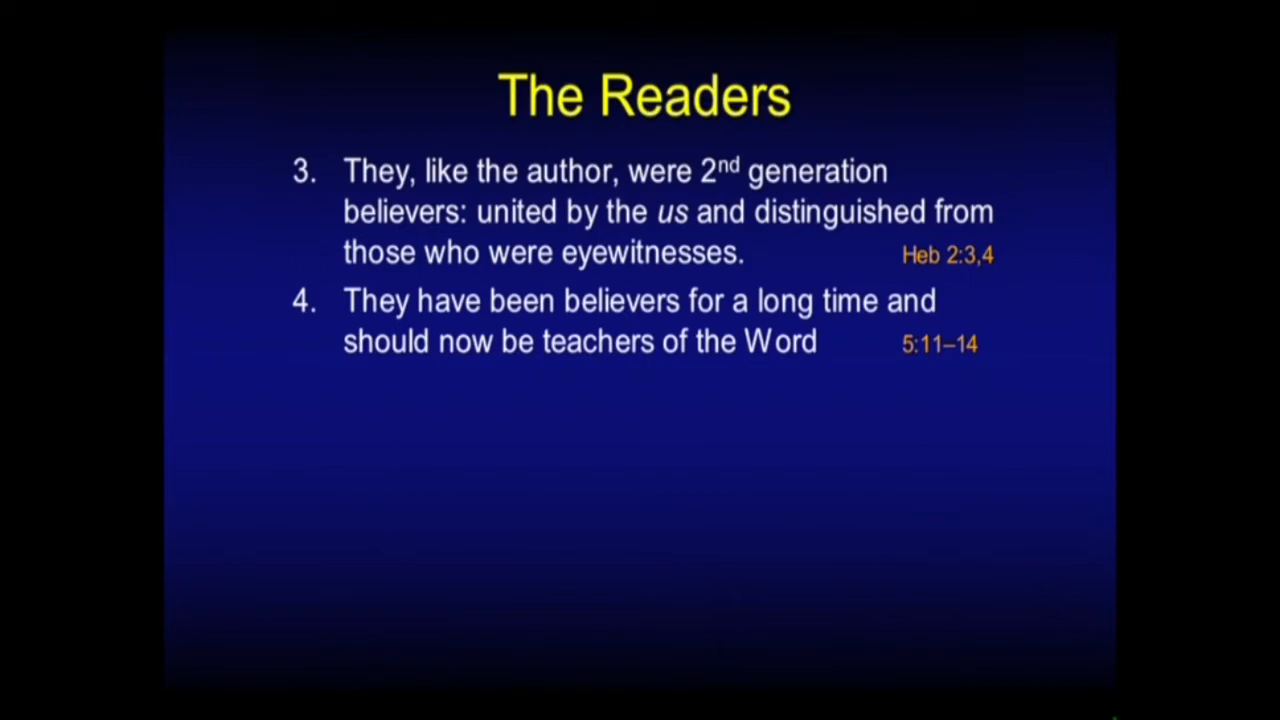 The Readers
3. They, like the author, were 2nd generation
believers: united by the us and distinguished from
those who were eyewitnesses. Heb 2:3,4
4. They have been believers for a long time and
should now be teachers of the Word 5:11–14